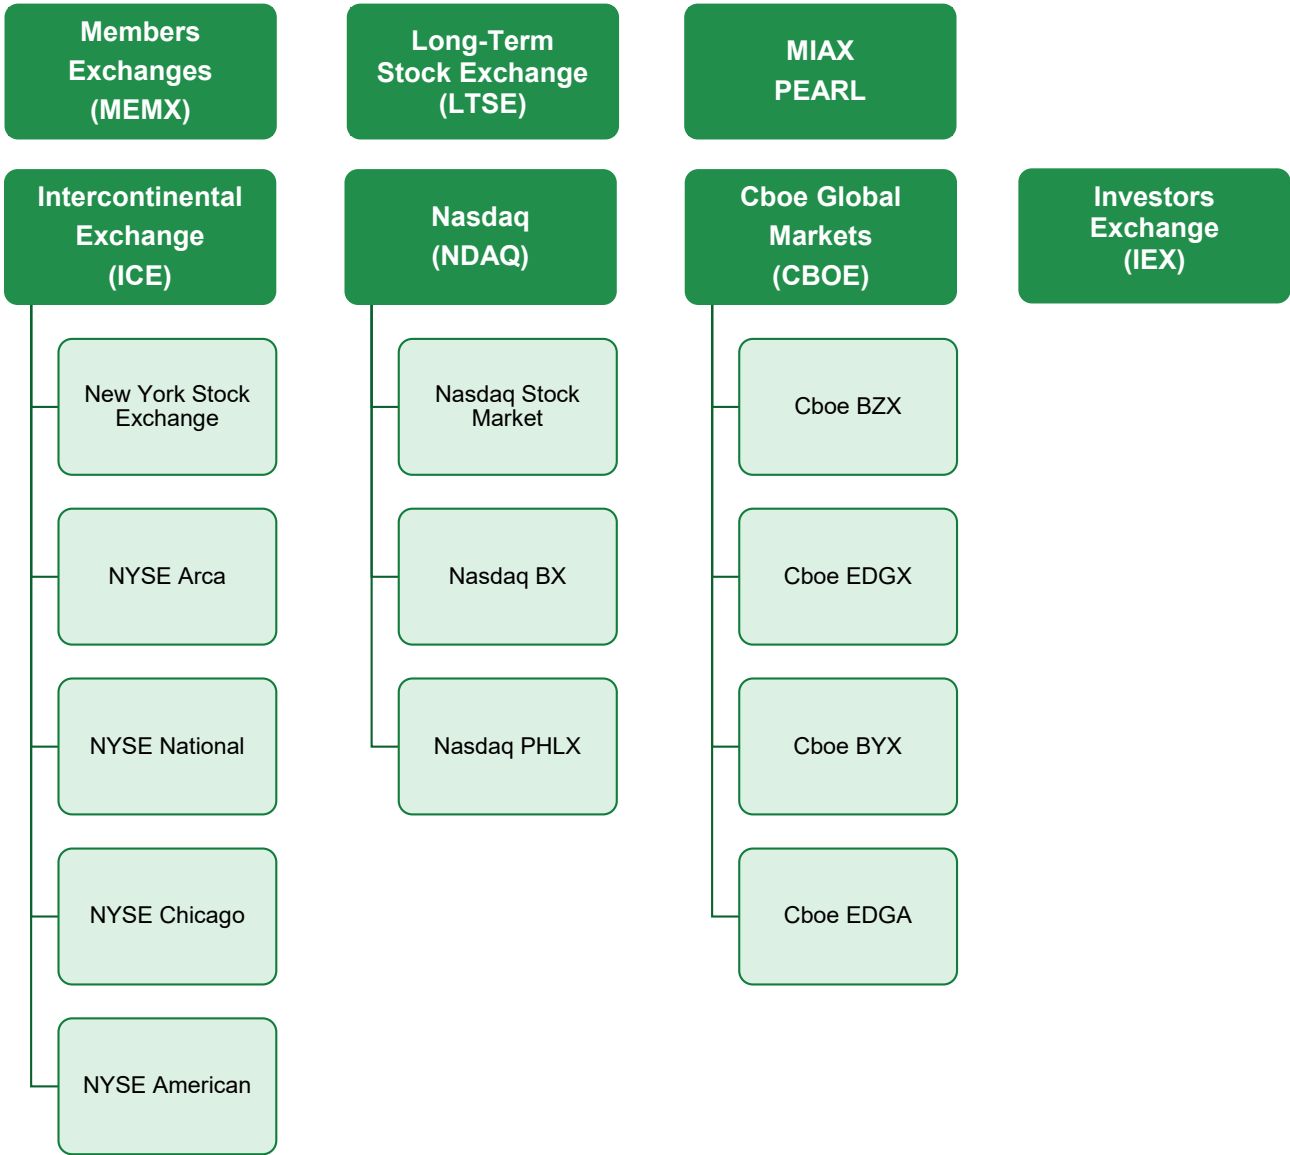 Members
Exchanges
(MEMX)
Long-Term
Stock Exchange
(LTSE)
MIAX
PEARL
Intercontinental
Exchange
(ICE)
Nasdaq
(NDAQ)
Cboe Global
Markets
(CBOE)
Investors
Exchange
(IEX)
New York Stock
Exchange
NYSE Arca
NYSE National
NYSE Chicago
NYSE American
Nasdaq Stock
Market
Nasdaq BX
Nasdaq PHLX
Cboe BZX
Cboe EDGX
Cboe BYX
Cboe EDGA